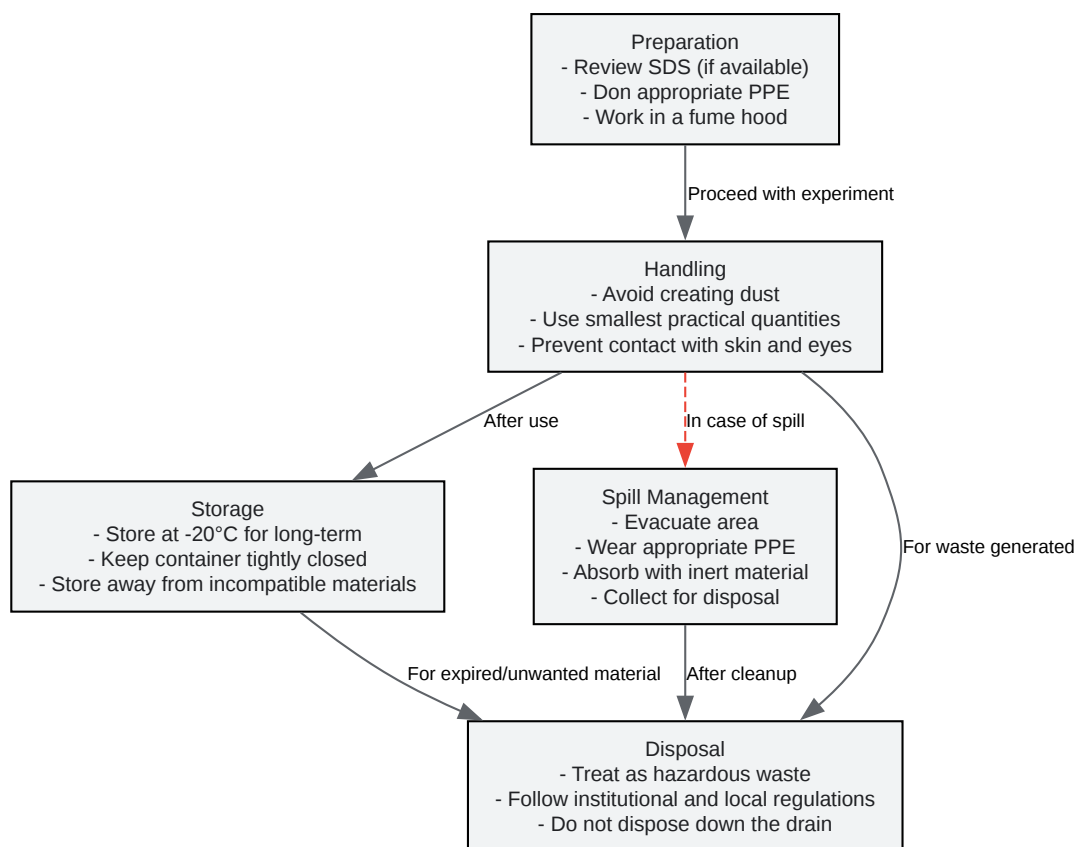 Preparation
- Review SDS (if available)
- Don appropriate PPE
- Work in a fume hood
Proceed with experiment
Handling
- Avoid creating dust
- Use smallest practical quantities
- Prevent contact with skin and eyes
After use
In case of spill
For waste generated
Storage
- Store at -20°C for long-term
- Keep container tightly closed
- Store away from incompatible materials
Spill Management
- Evacuate area
- Wear appropriate PPE
- Absorb with inert material
- Collect for disposal
For expired/unwanted material
After cleanup
Disposal
- Treat as hazardous waste
- Follow institutional and local regulations
- Do not dispose down the drain